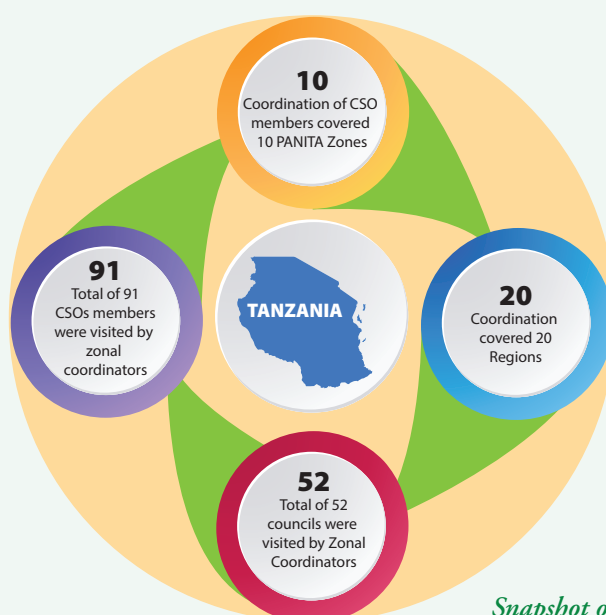 10
Coordination of CSO
members covered
10 PANITA Zones
91
Total of 91
CSOs members
were visited by
zonal
coordinators
TANZANIA
20
Coordination
covered 20
Regions
52
Total of 52
councils were
visited by Zonal
Coordinators
Snapshot o